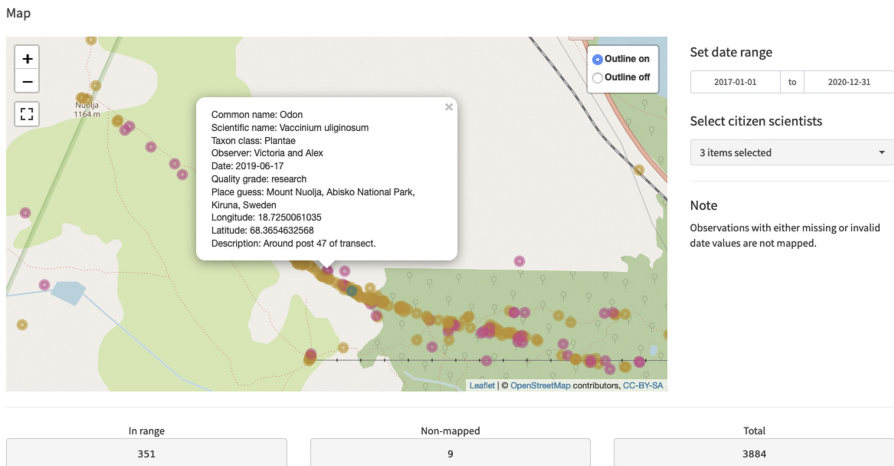 Map
+
−
Nuolja
1164 m
Outline on
Outline off
×
Common name: Odon
Scientific name: Vaccinium uliginosum
Taxon class: Plantae
Observer: Victoria and Alex
Date: 2019-06-17
Quality grade: research
Place guess: Mount Nuolja, Abisko National Park,
Kiruna, Sweden
Longitude: 18.7250061035
Latitude: 68.3654632568
Description: Around post 47 of transect.
Leaflet | © OpenStreetMap contributors, CC-BY-SA
Set date range
2017-01-01 to 2020-12-31
Select citizen scientists
3 items selected
Note
Observations with either missing or invalid
date values are not mapped.
In range Non-mapped Total
351 9 3884